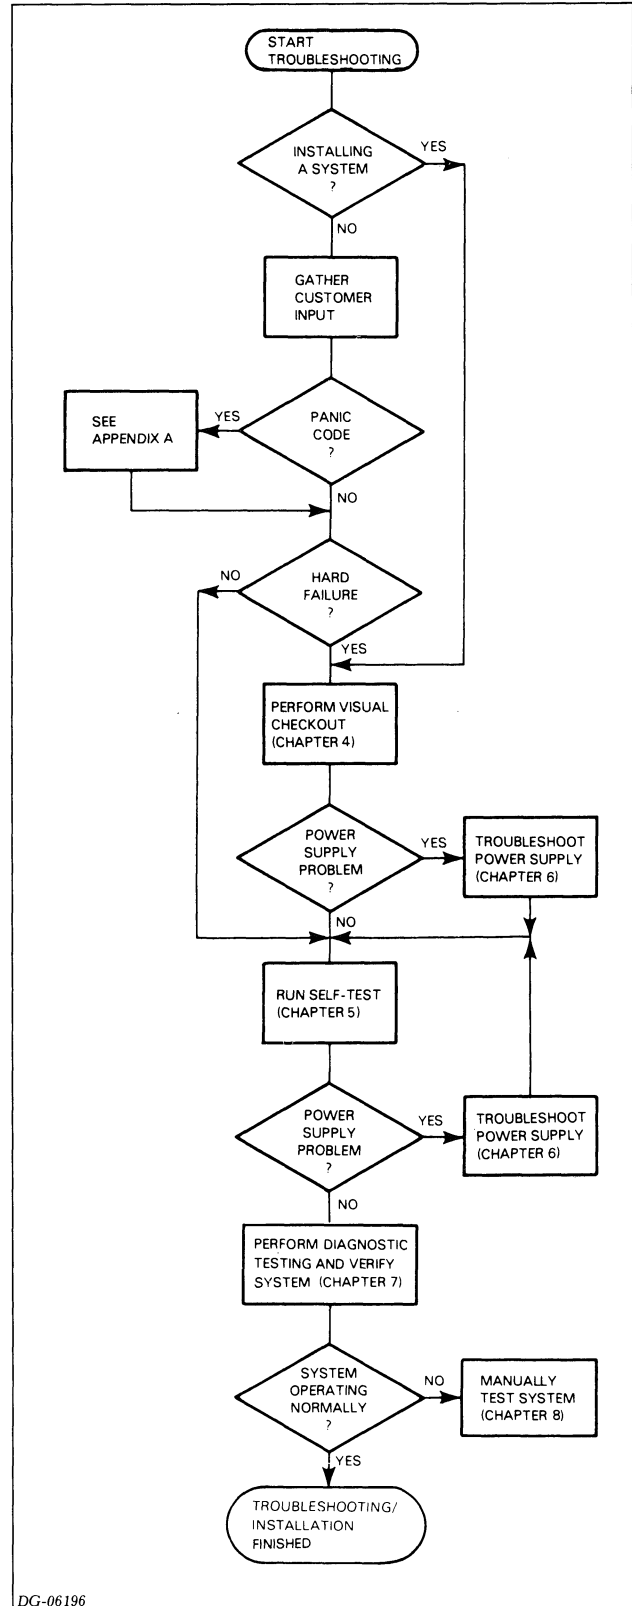 START
TROUBLESHOOTING
INSTALLING
A SYSTEM
?
YES
NO
GATHER
CUSTOMER
INPUT
PANIC
CODE
?
YES
SEE
APPENDIX A
NO
HARD
FAILURE
?
NO
YES
PERFORM VISUAL
CHECKOUT
(CHAPTER 4)
POWER
SUPPLY
PROBLEM
?
YES
TROUBLESHOOT
POWER SUPPLY
(CHAPTER 6)
NO
RUN SELF-TEST
(CHAPTER 5)
POWER
SUPPLY
PROBLEM
?
YES
TROUBLESHOOT
POWER SUPPLY
(CHAPTER 6)
NO
PERFORM DIAGNOSTIC
TESTING AND VERIFY
SYSTEM (CHAPTER 7)
SYSTEM
OPERATING
NORMALLY
?
NO
MANUALLY
TEST SYSTEM
(CHAPTER 8)
YES
TROUBLESHOOTING/
INSTALLATION
FINISHED
DG-06196